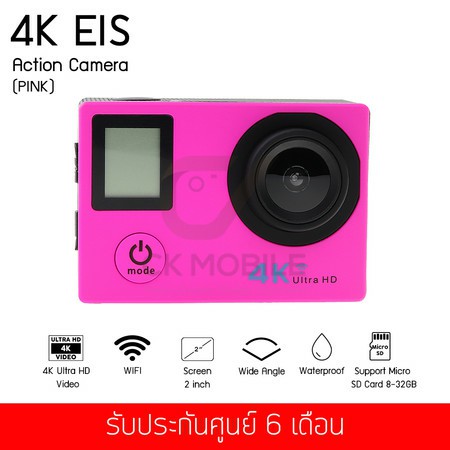 4K EIS
Action Camera
(PINK)
CK MOBILE
mode
4K
Ultra HD
ULTRA HD
4K
VIDEO
2"
Micro
SD
4K Ultra HD
Video
WIFI
Screen
2 inch
Wide Angle
Waterproof
Support Micro
SD Card 8-32GB
รับประกันศูนย์ 6 เดือน